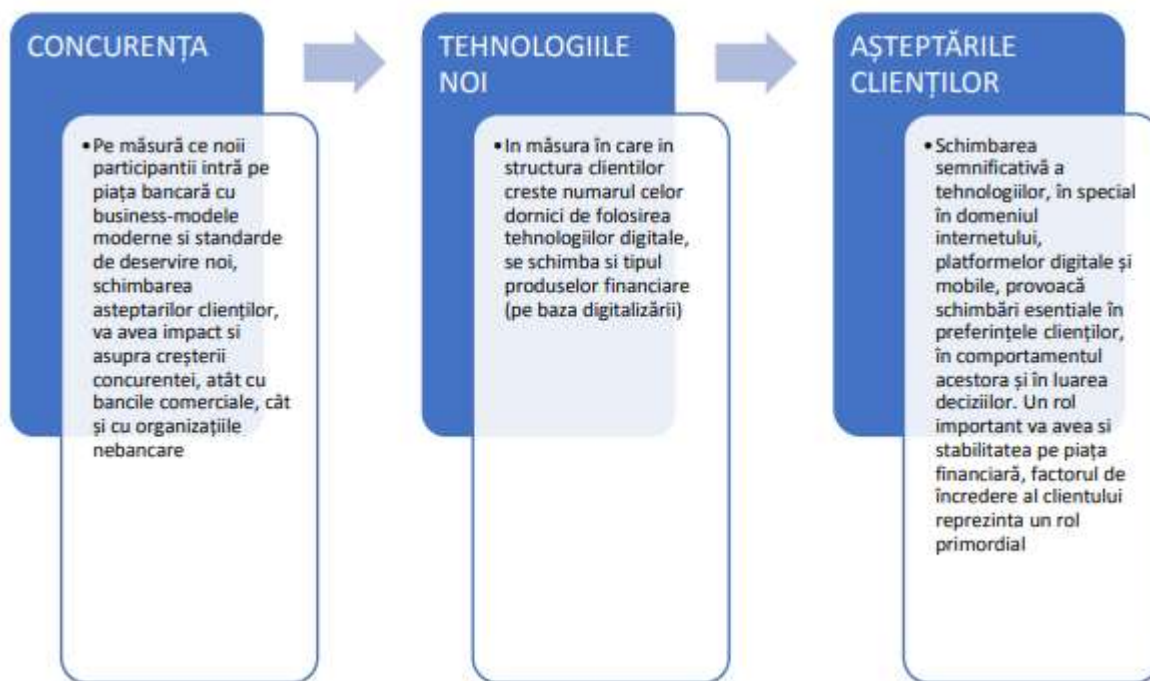 CONCURENȚA
•Pe măsură ce noii
participantii intră pe
piața bancară cu
business-modele
moderne si standarde
de deservire noi,
schimbarea
asteptarilor clienților,
va avea impact si
asupra creșterii
concurentei, atât cu
bancile comerciale, cât
și cu organizațiile
nebancare
TEHNOLOGIILE
NOI
•In măsura în care in
structura clientilor
creste numarul celor
dornici de folosirea
tehnologiilor digitale,
se schimba si tipul
produselor financiare
(pe baza digitalizării)
AȘTEPTĂRILE
CLIENȚILOR
•Schimbarea
semnificativă a
tehnologiilor, în special
în domeniul
internetului,
platformelor digitale și
mobile, provoacă
schimbări esentiale în
preferințele clienților,
în comportamentul
acestora și în luarea
deciziilor. Un rol
important va avea si
stabilitatea pe piața
financiară, factorul de
încredere al clientului
reprezinta un rol
primordial